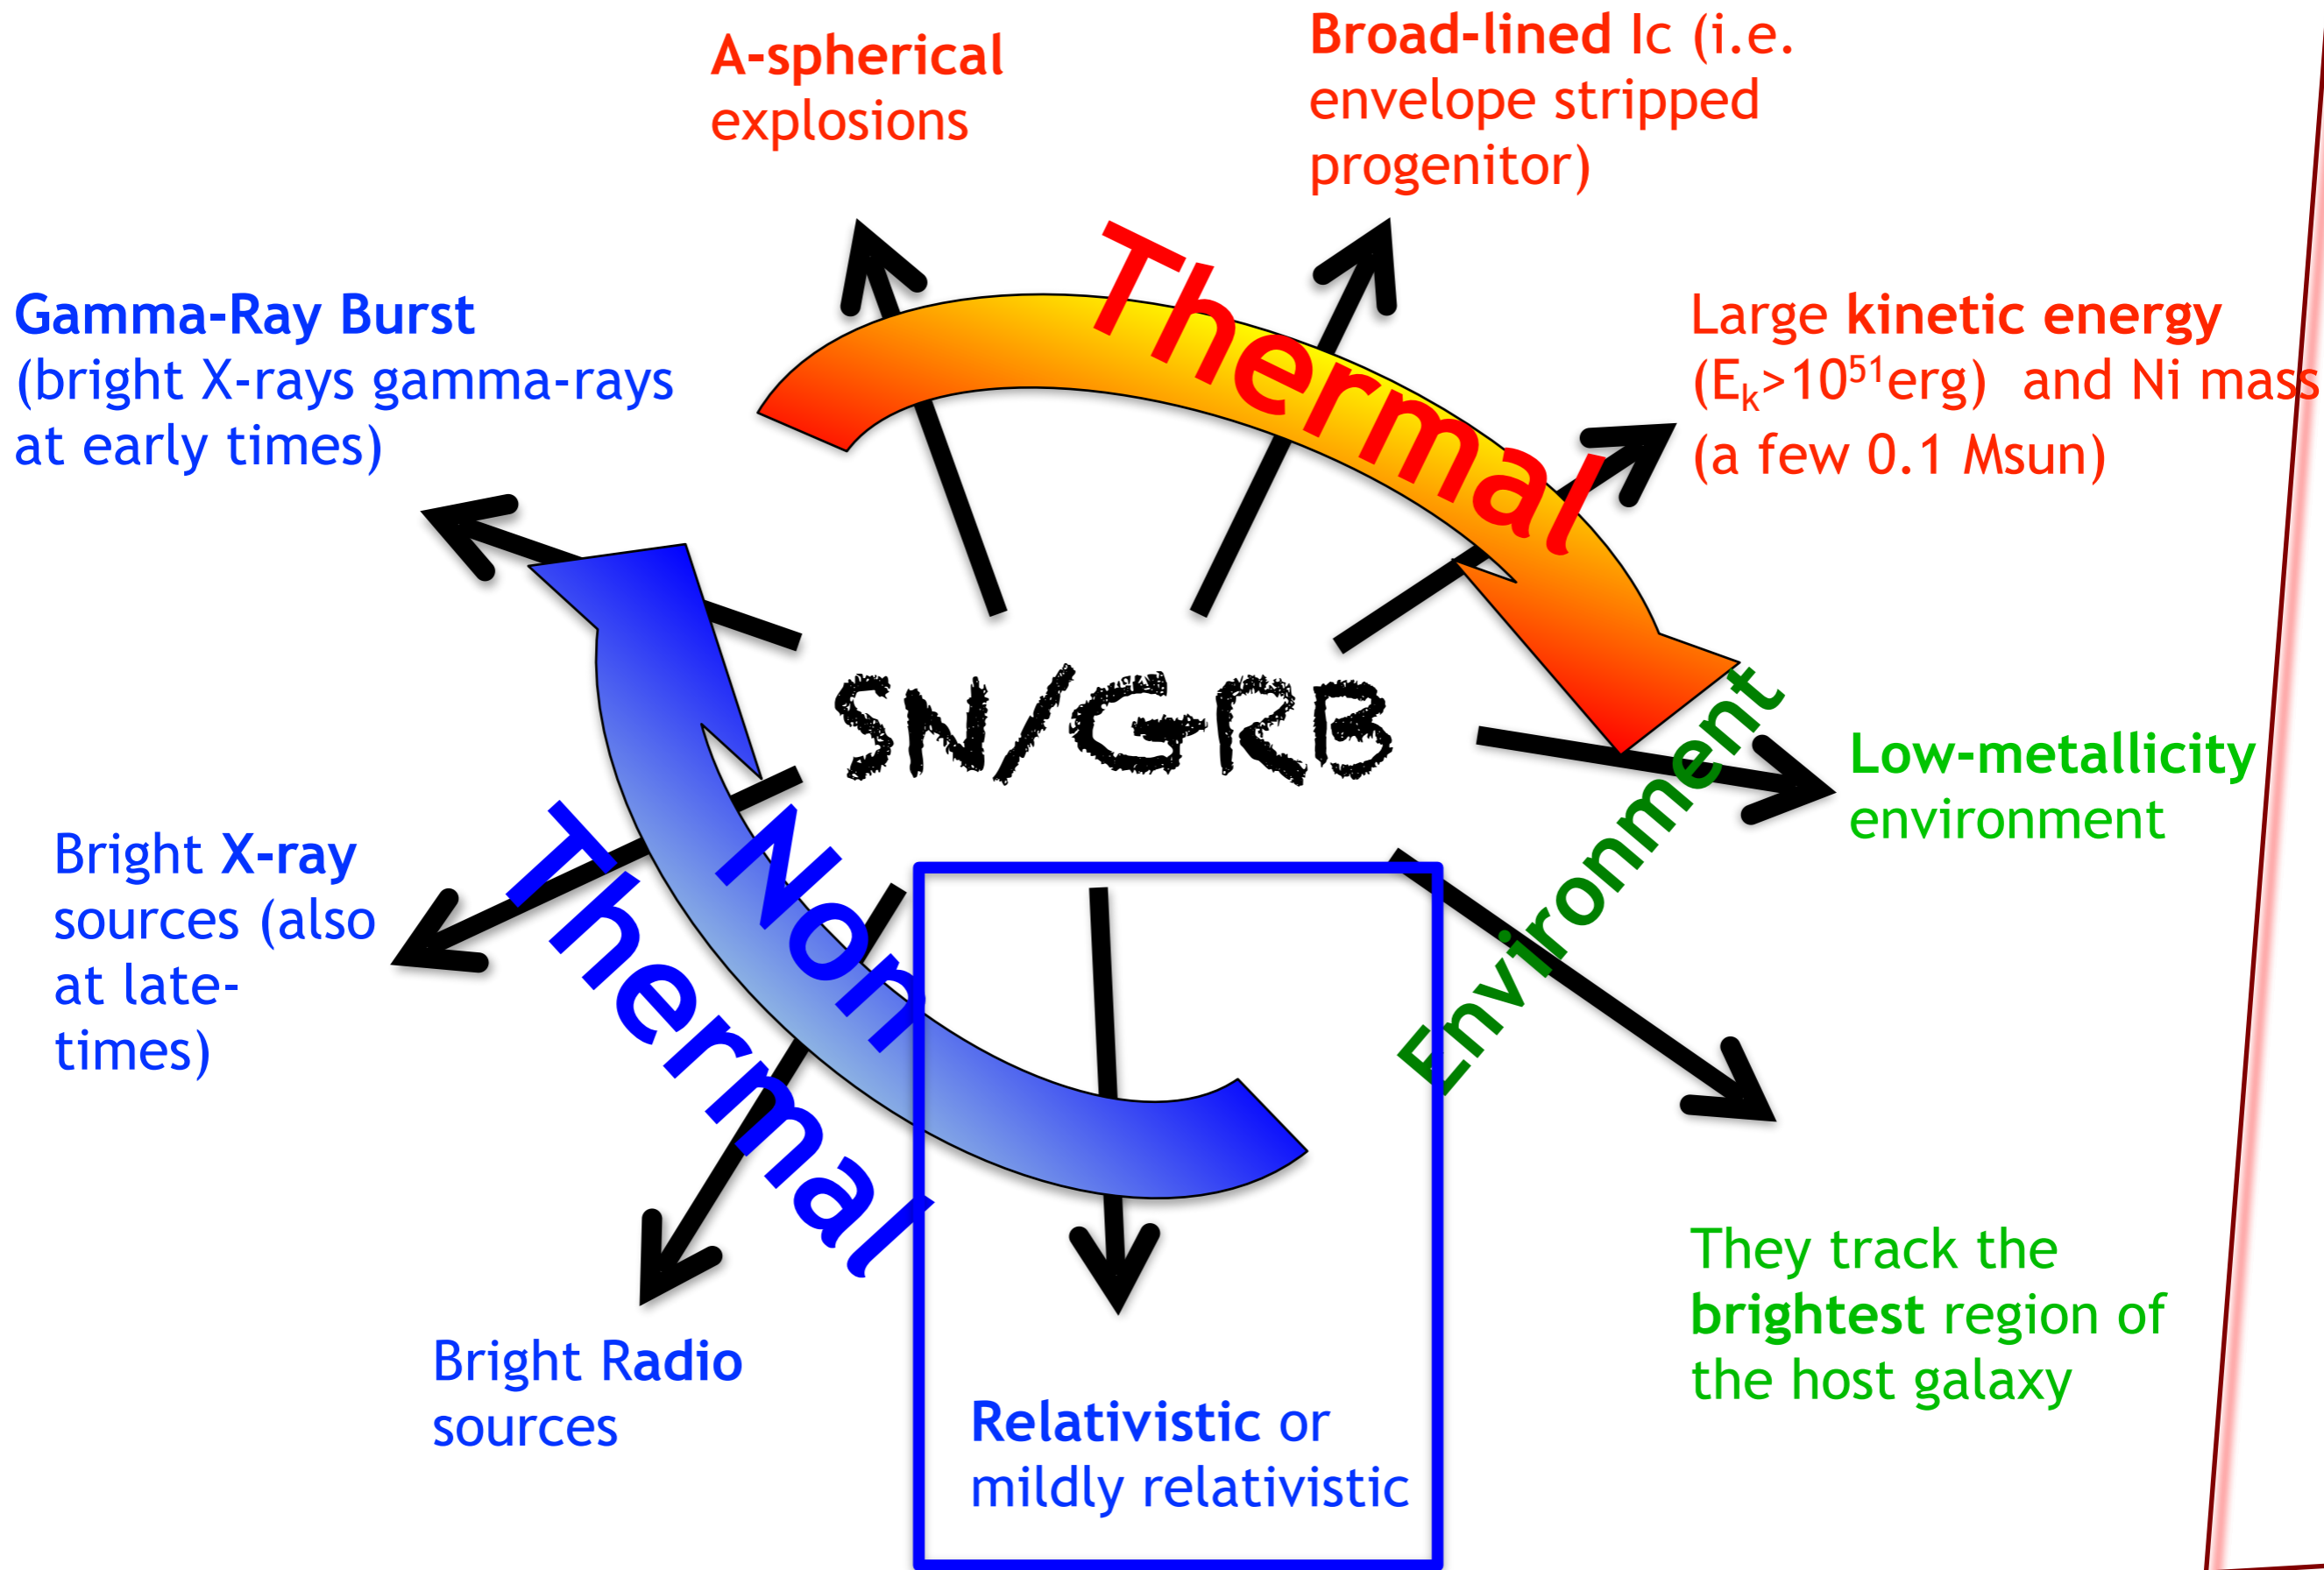 A-spherical
explosions
Broad-lined Ic (i.e.
envelope stripped
progenitor)
Gamma-Ray Burst
(bright X-rays gamma-rays
at early times)
Thermal
Large kinetic energy
(Eₖ>10⁵¹erg) and Ni mass
(a few 0.1 Msun)
SN/GRB
Low-metallicity
environment
Environment
Bright X-ray
sources (also
at late-
times)
Non
Thermal
They track the
brightest region of
the host galaxy
Bright Radio
sources
Relativistic or
mildly relativistic